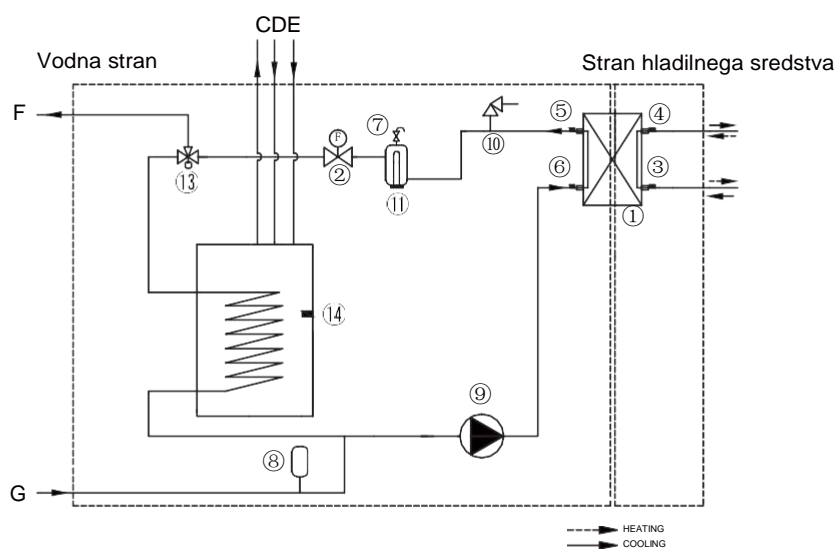 CDE
Vodna stran
Stran hladilnega sredstva
F
⑦
⑤
④
F
⑩
⑬
②
⑪
⑥
③
①
⑭
⑨
⑧
G
HEATING
COOLING